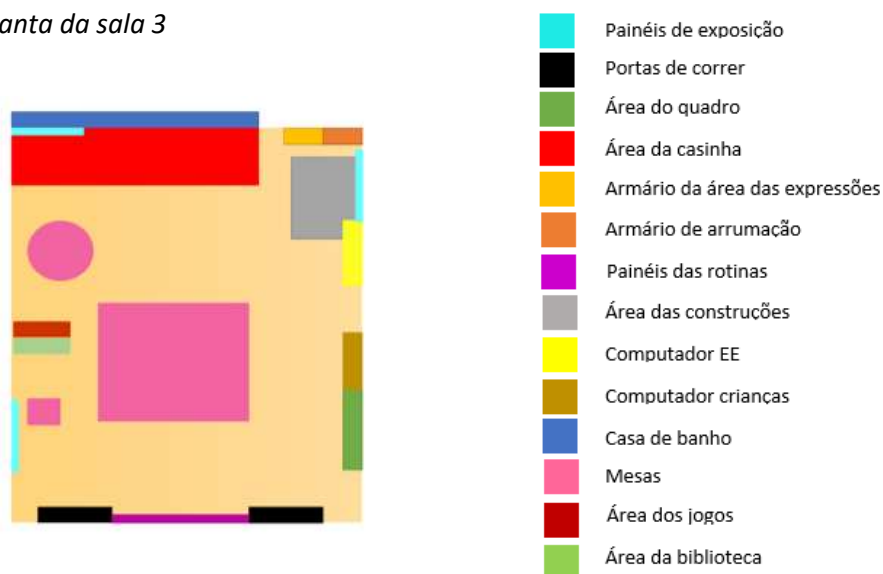 anta da sala 3
Painéis de exposição
Portas de correr
Área do quadro
Área da casinha
Armário da área das expressões
Armário de arrumação
Painéis das rotinas
Área das construções
Computador EE
Computador crianças
Casa de banho
Mesas
Área dos jogos
Área da biblioteca